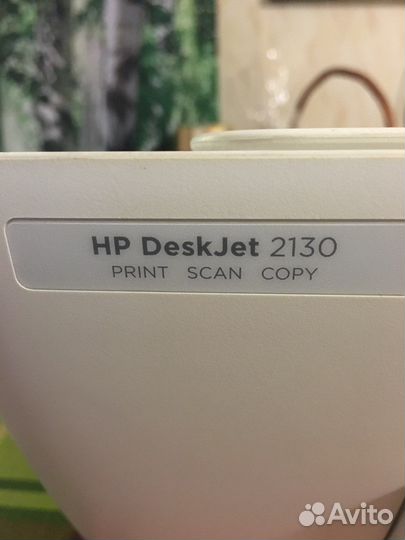 HP DeskJet 2130
PRINT SCAN COPY
Avito